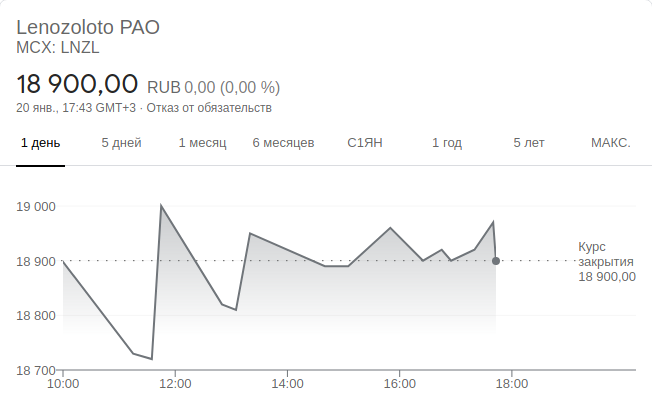 Lenozoloto PAO
MCX: LNZL
18 900,00 RUB 0,00 (0,00 %)
20 янв., 17:43 GMT+3 · Отказ от обязательств
1 день 5 дней 1 месяц 6 месяцев С1ЯН 1 год 5 лет МАКС.
19 000
18 900
18 800
18 700
Курс
закрытия
18 900,00
10:00 12:00 14:00 16:00 18:00